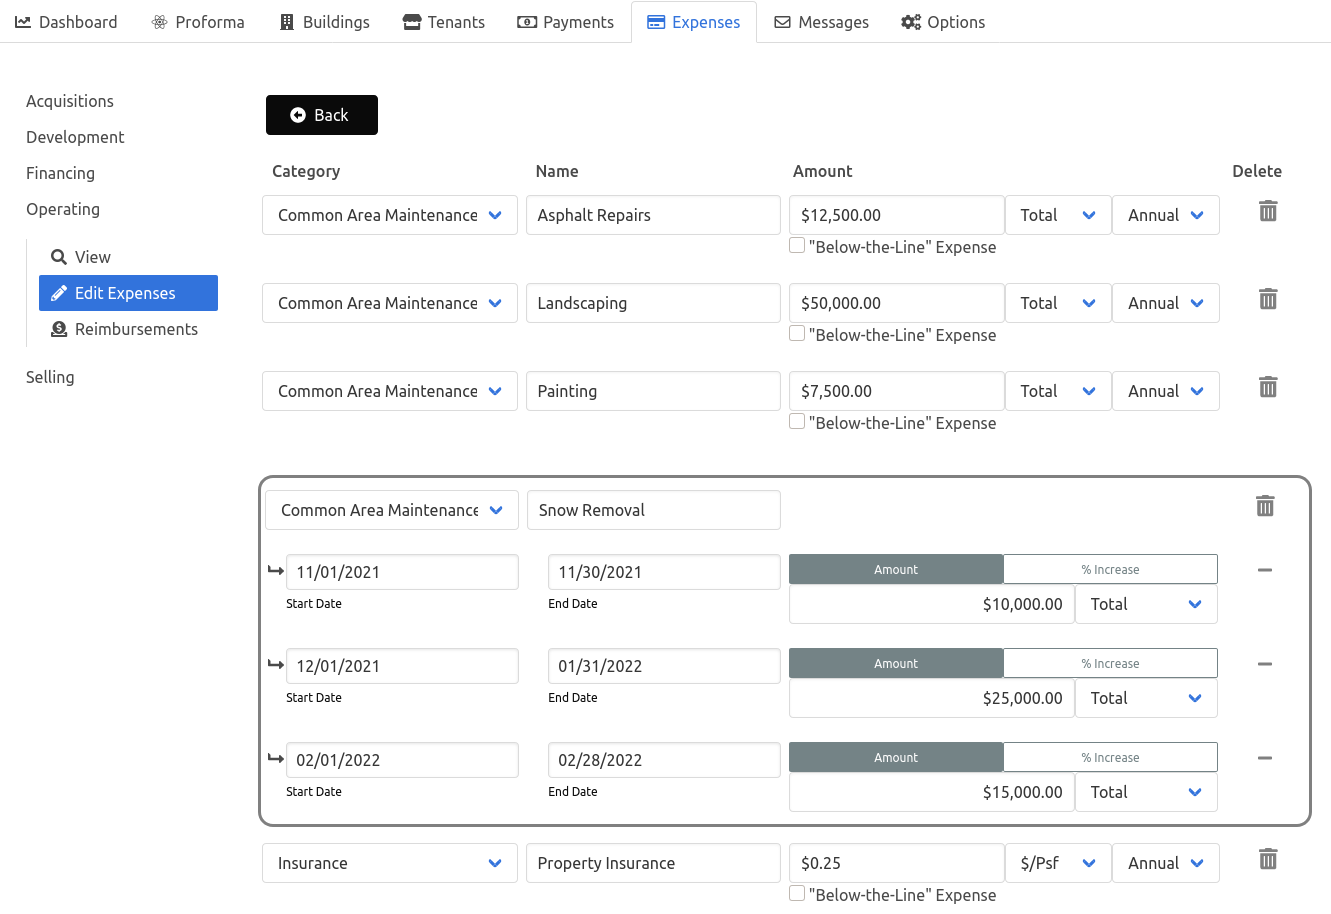 Dashboard Proforma Buildings Tenants Payments Expenses Messages Options
Acquisitions
Development
Financing
Operating
View
Edit Expenses
Reimbursements
Selling
Back
Category Name Amount Delete
Common Area Maintenance Asphalt Repairs $12,500.00 Total Annual
"Below-the-Line" Expense
Common Area Maintenance Landscaping $50,000.00 Total Annual
"Below-the-Line" Expense
Common Area Maintenance Painting $7,500.00 Total Annual
"Below-the-Line" Expense
Common Area Maintenance Snow Removal
11/01/2021 11/30/2021 Amount % Increase
Start Date End Date $10,000.00 Total
12/01/2021 01/31/2022 Amount % Increase
Start Date End Date $25,000.00 Total
02/01/2022 02/28/2022 Amount % Increase
Start Date End Date $15,000.00 Total
Insurance Property Insurance $0.25 $/Psf Annual
"Below-the-Line" Expense